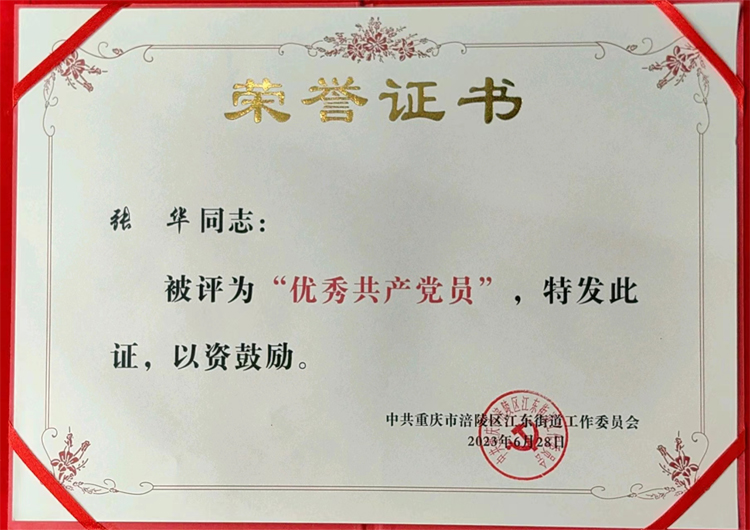 荣誉证书
张 华同志：
被评为“优秀共产党员”，特发此
证，以资鼓励。
中共重庆市涪陵区江东街道工作委员会
2023年6月28日